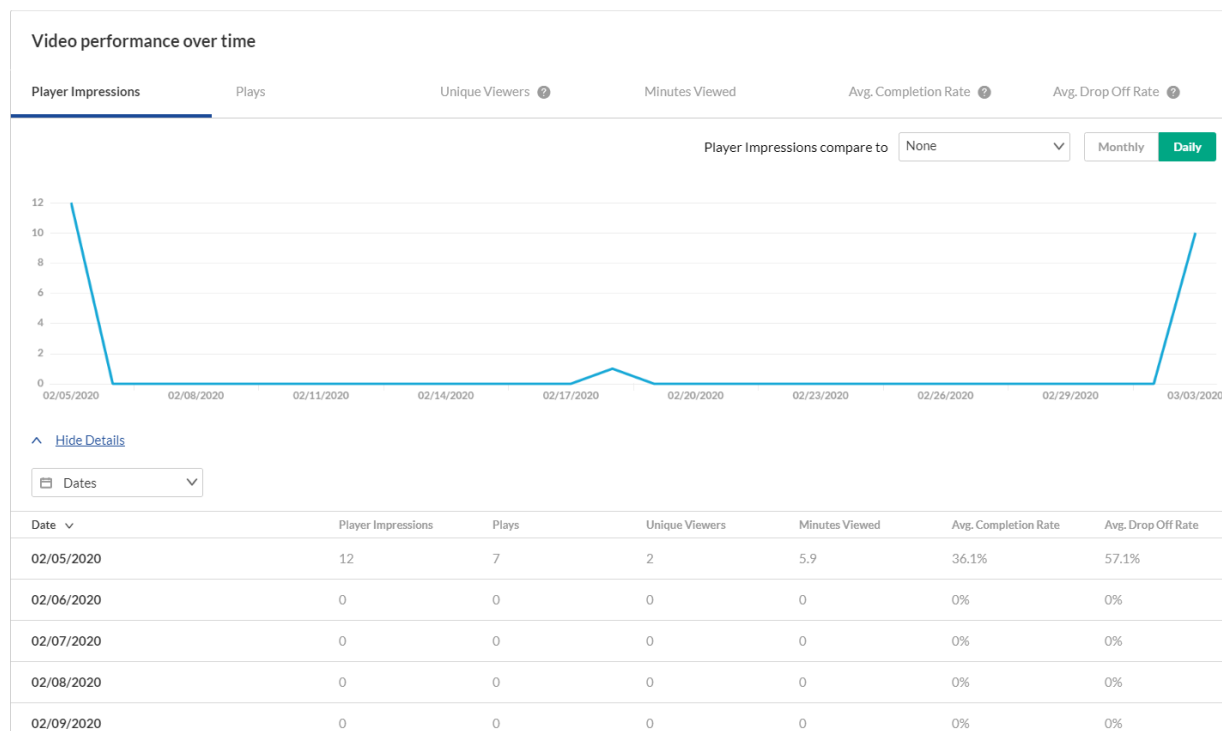 Video performance over time
Player Impressions Plays Unique Viewers ? Minutes Viewed Avg. Completion Rate ? Avg. Drop Off Rate ?
Player Impressions compare to None Monthly Daily
12
10
8
6
4
2
0
02/05/2020 02/08/2020 02/11/2020 02/14/2020 02/17/2020 02/20/2020 02/23/2020 02/26/2020 02/29/2020 03/03/2020
Hide Details
Dates
Date Player Impressions Plays Unique Viewers Minutes Viewed Avg. Completion Rate Avg. Drop Off Rate
02/05/2020 12 7 2 5.9 36.1% 57.1%
02/06/2020 0 0 0 0 0% 0%
02/07/2020 0 0 0 0 0% 0%
02/08/2020 0 0 0 0 0% 0%
02/09/2020 0 0 0 0 0% 0%